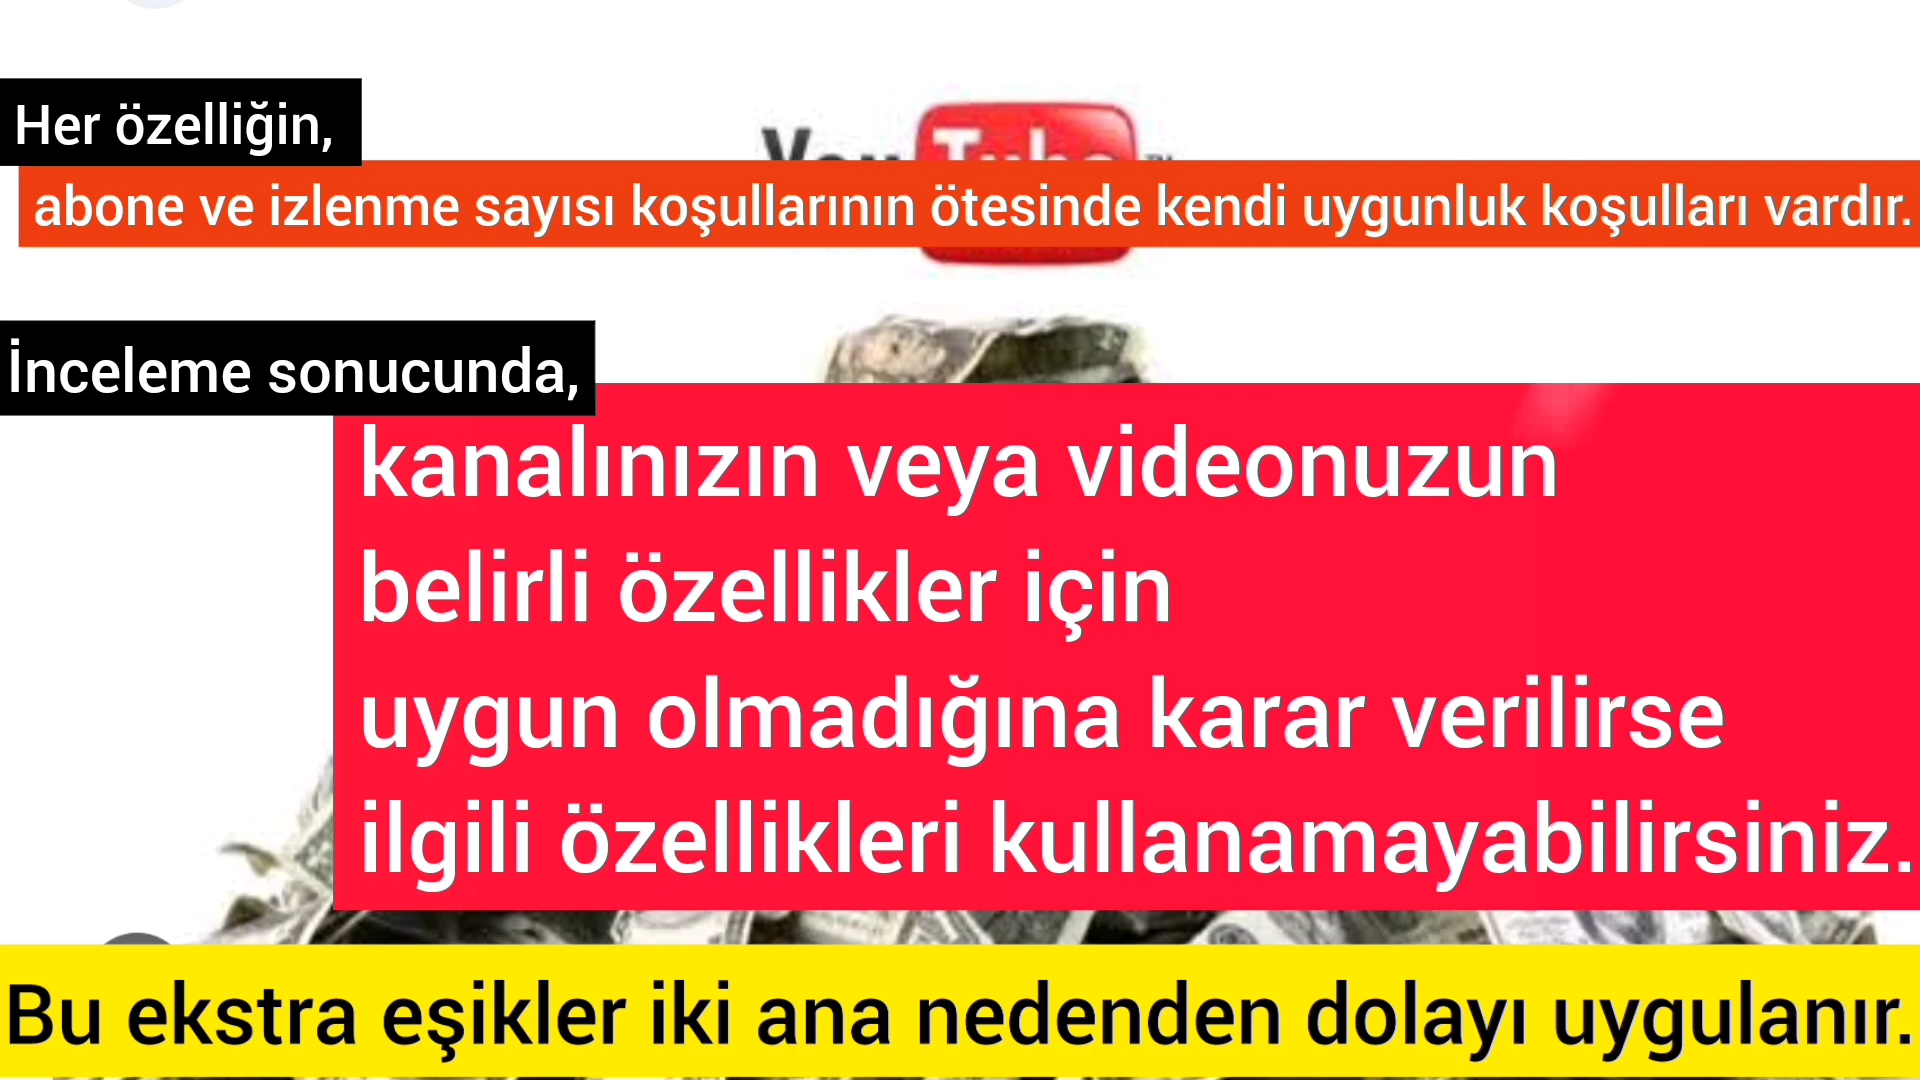 YouTube
Her özelliğin,
abone ve izlenme sayısı koşullarının ötesinde kendi uygunluk koşulları vardır.
İnceleme sonucunda,
kanalınızın veya videonuzun
belirli özellikler için
uygun olmadığına karar verilirse
ilgili özellikleri kullanamayabilirsiniz.
Bu ekstra eşikler iki ana nedenden dolayı uygulanır.